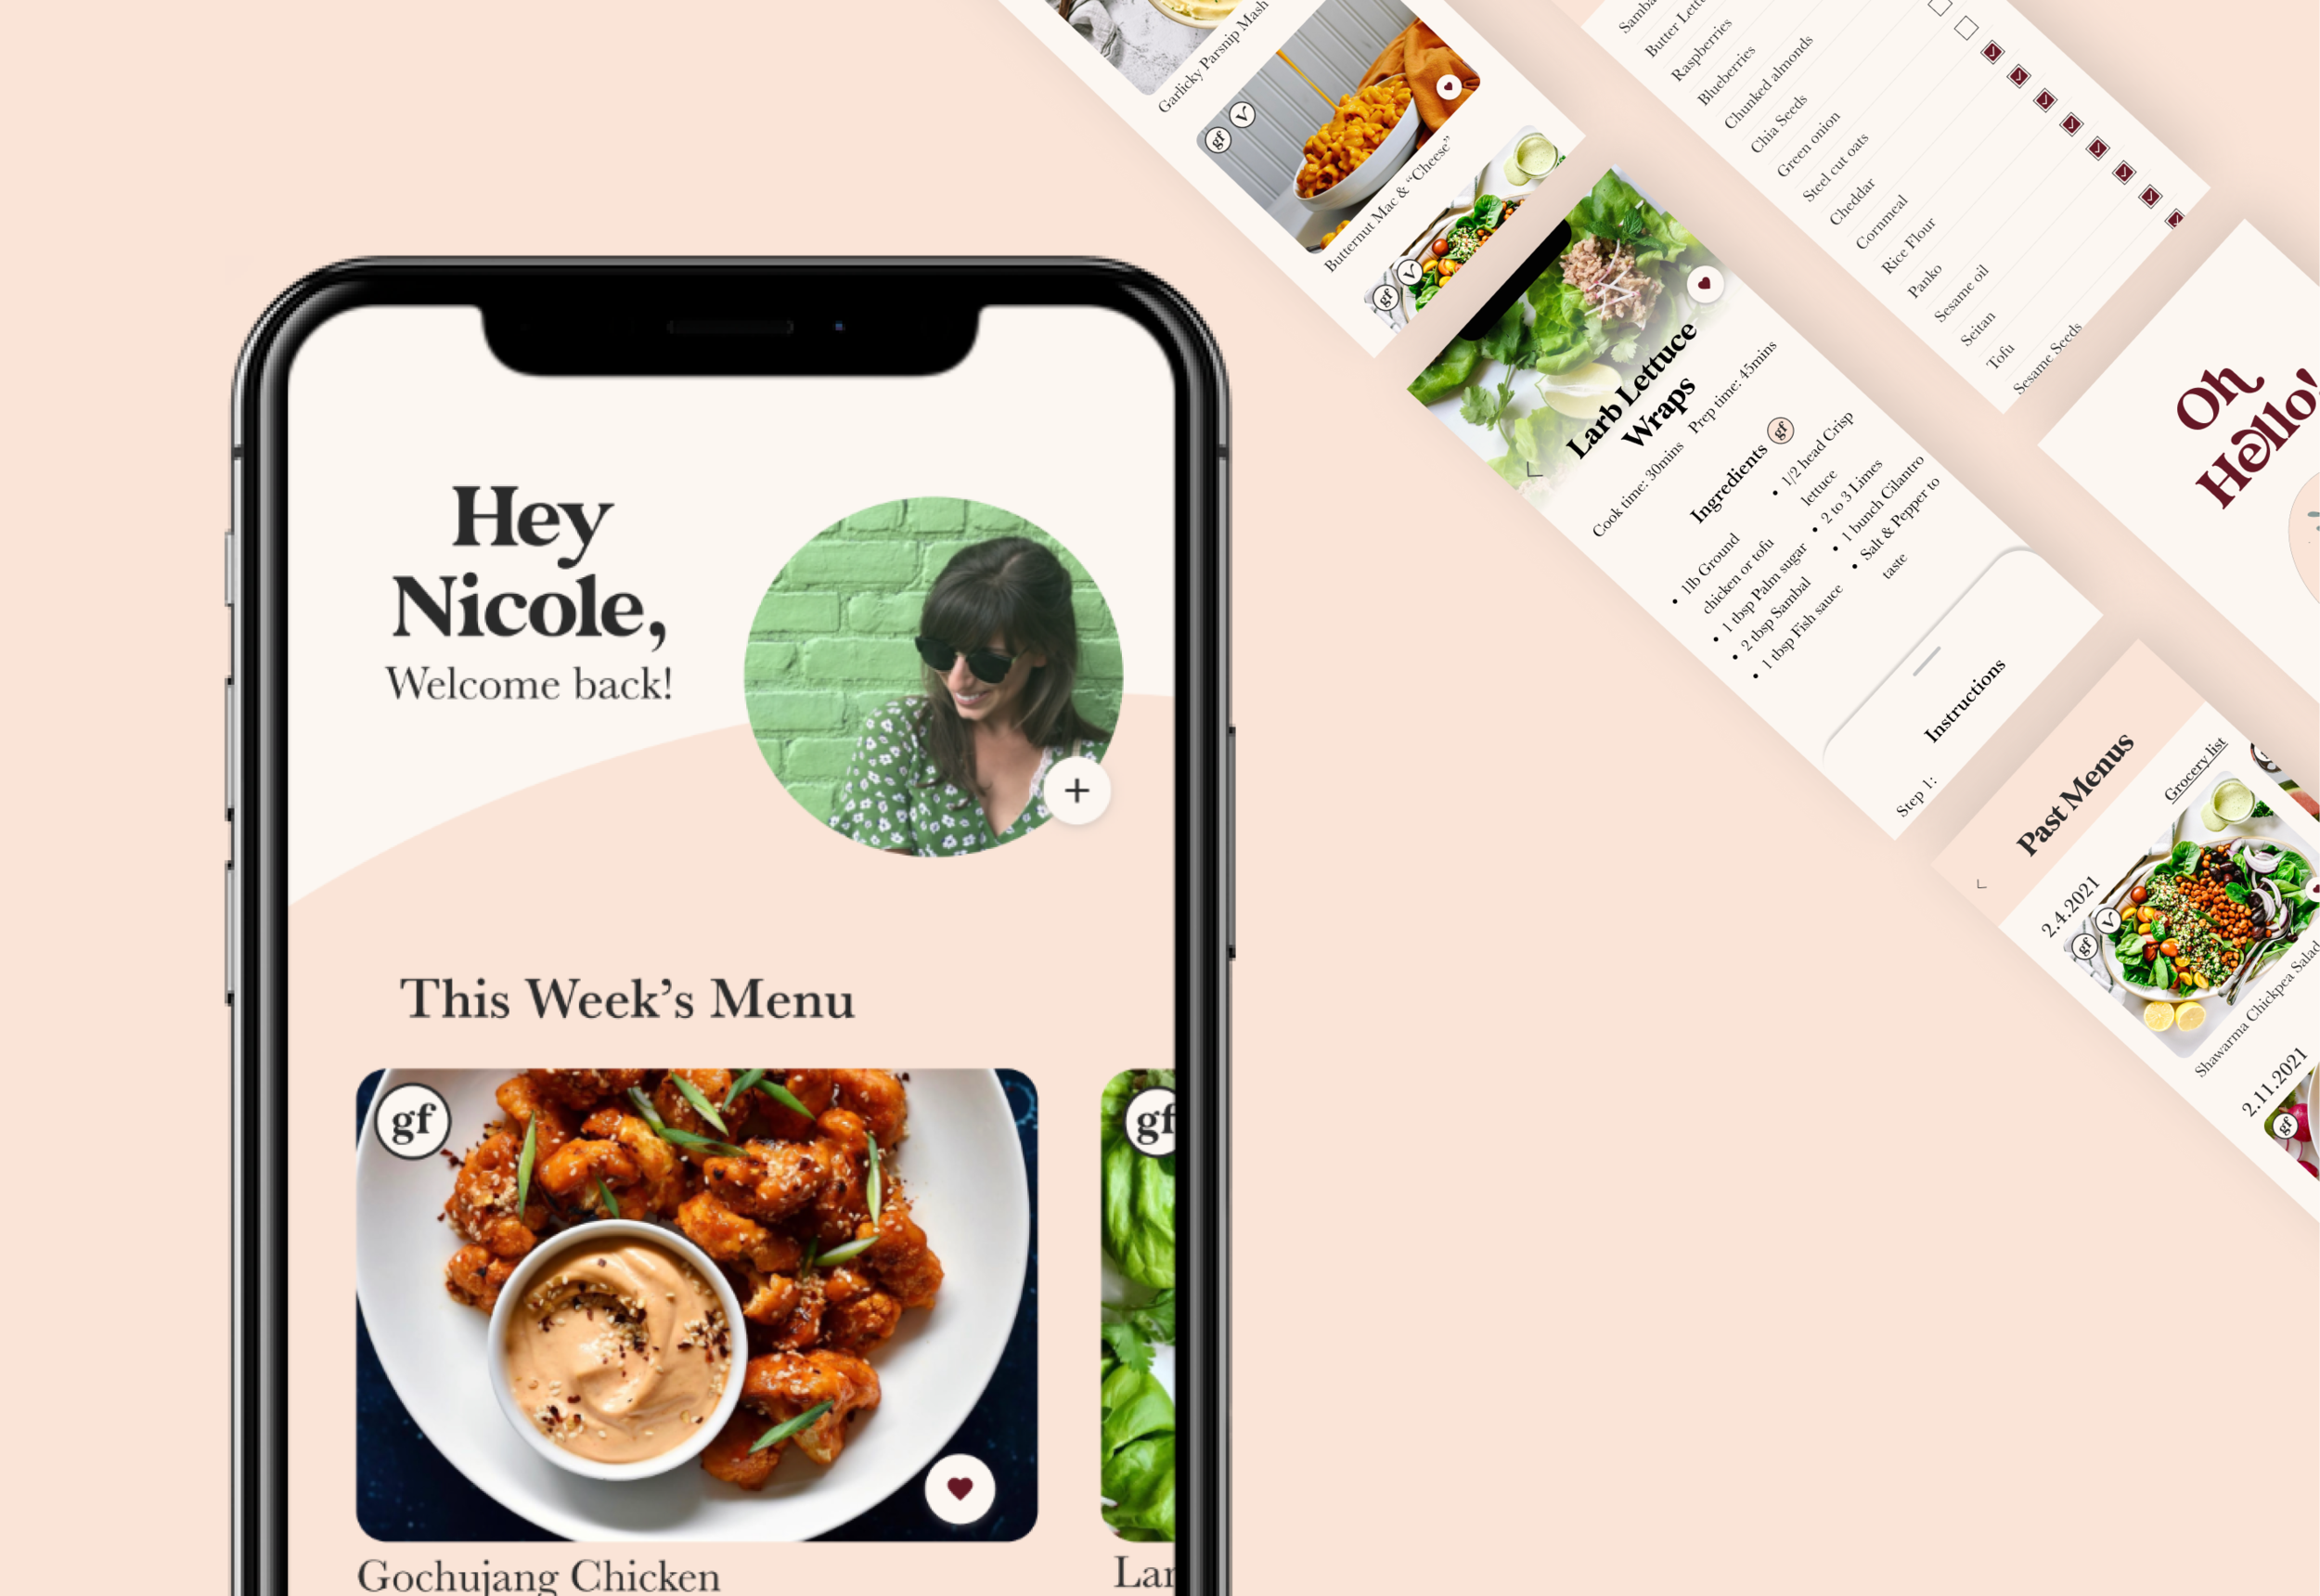 Hey
Nicole,
Welcome back!
This Week's Menu
gf
gf
Gochujang Chicken
Lar
Garlicky Parsnip Mash
gf
V
Butternut Mac & “Cheese”
gf
V
Larb Lettuce
Wraps
Cook time: 30mins Prep time: 45mins
Ingredients gf
• 1lb Ground
chicken or tofu
• 1 tbsp Palm sugar
• 2 tbsp Sambal
• 1 tbsp Fish sauce
• 1/2 head Crisp
lettuce
• 2 to 3 Limes
• 1 bunch Cilantro
• Salt & Pepper to
taste
Instructions
Step 1:
Butter Lett
Raspberries
Blueberries
Chunked almonds
Chia Seeds
Green onion
Steel cut oats
Cheddar
Cornmeal
Rice Flour
Panko
Sesame oil
Seitan
Tofu
Sesame Seeds
Oh
Hello!
Past Menus
Grocery list
2.4.2021
gf
V
Shawarma Chickpea Salad
2.11.2021
gf